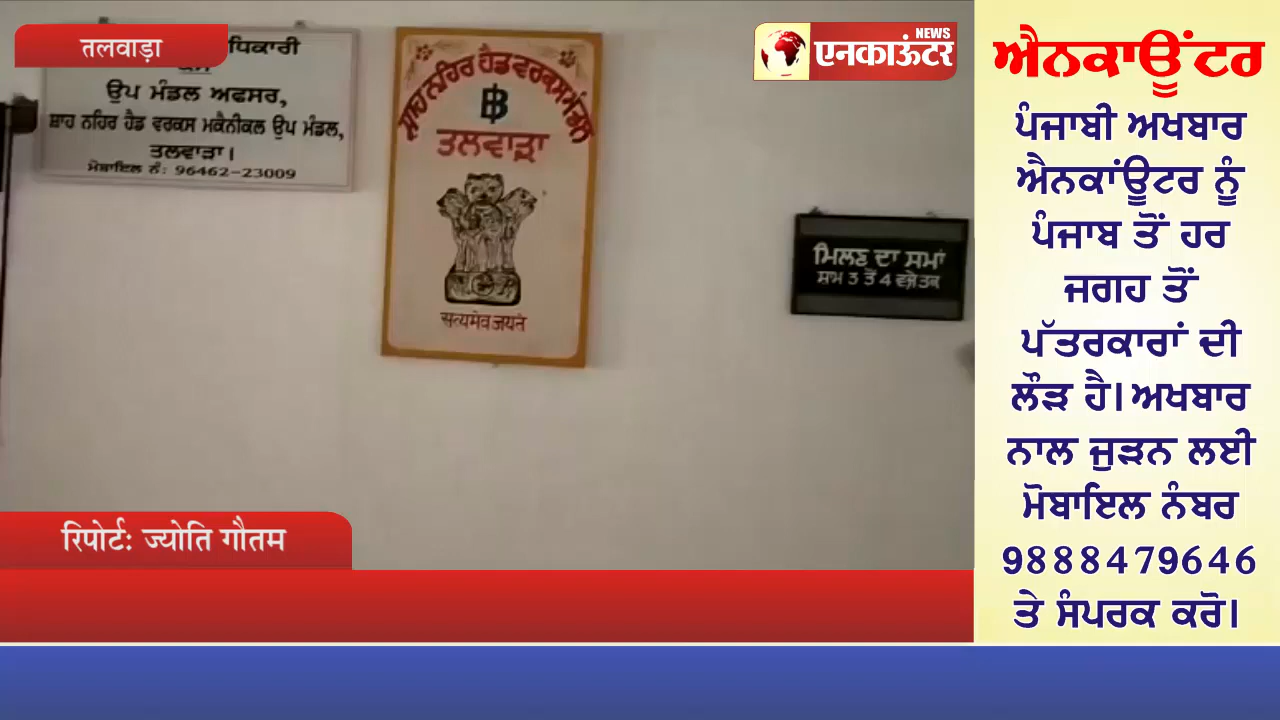 तलवाड़ा
ਧਿਕਾਰੀ
ਉਪ ਮੰਡਲ ਅਫਸਰ,
ਸ਼ਾਹ ਨਹਿਰ ਹੈਡ ਵਰਕਸ ਮਕੈਨੀਕਲ ਉਪ ਮੰਡਲ,
ਤਲਵਾੜਾ।
ਮੋਬਾਇਲ ਨੰ: 96462-23009
ਸ਼ਾਹ ਨਹਿਰ ਹੈਡ ਵਰਕਸ ਮੰਡਲ
ਤਲਵਾੜਾ
सत्यमेव जयते
ਮਿਲਣ ਦਾ ਸਮਾਂ
ਸ਼ਾਮ 3 ਤੋਂ 4 ਵਜੇ ਤਕ
NEWS
एनकाऊंटर
रिपोर्ट: ज्योति गौतम
ਐਨਕਾਊਂਟਰ
ਪੰਜਾਬੀ ਅਖਬਾਰ
ਐਨਕਾਂਊਟਰ ਨੂੰ
ਪੰਜਾਬ ਤੋਂ ਹਰ
ਜਗਹ ਤੋਂ
ਪੱਤਰਕਾਰਾਂ ਦੀ
ਲੌੜ ਹੈ। ਅਖਬਾਰ
ਨਾਲ ਜੁੜਨ ਲਈ
ਮੋਬਾਇਲ ਨੰਬਰ
9888479646
ਤੇ ਸੰਪਰਕ ਕਰੋ।